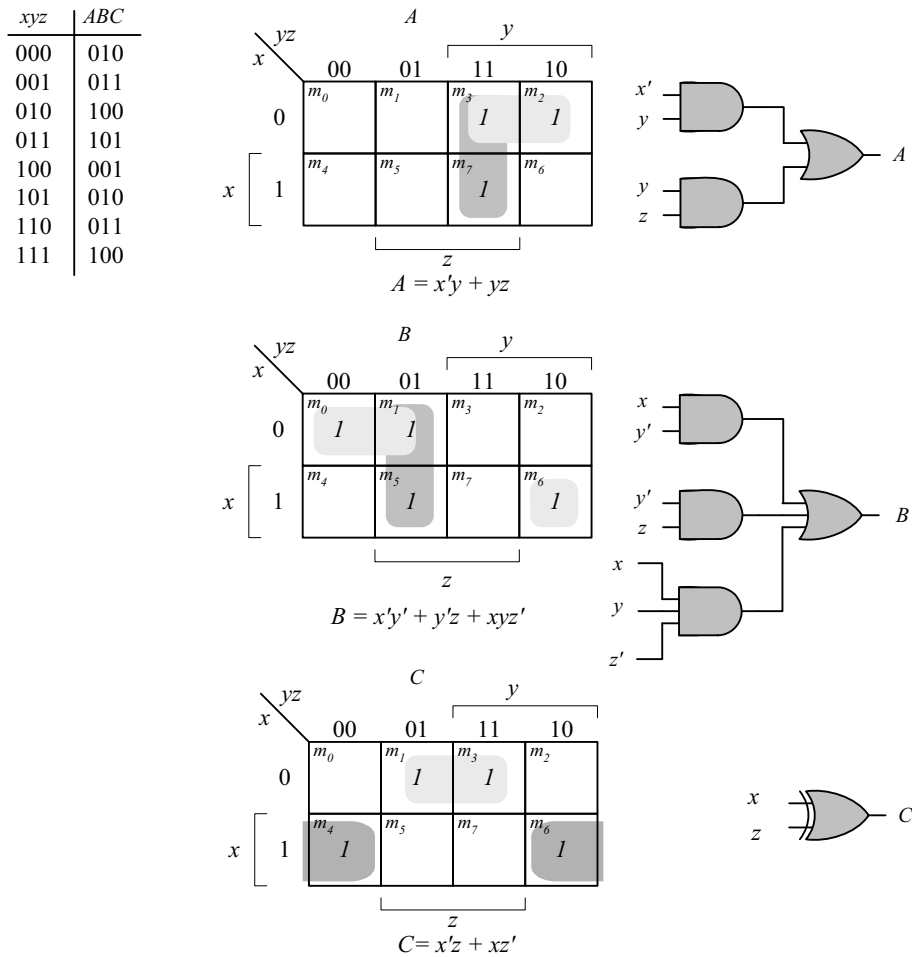 xyz ABC
000 010
001 011
010 100
011 101
100 001
101 010
110 011
111 100
A
yz
x
y
00 01 11 10
0
m0 m1 m3 1 m2 1
x 1
m4 m5 m7 1 m6
z
A = x'y + yz
x'
y
y
z
A
B
yz
x
y
00 01 11 10
0
m0 1 m1 1 m3 m2
x 1
m4 m5 1 m7 m6 1
z
B = x'y' + y'z + xyz'
x
y'
y'
z
x
y
z'
B
C
yz
x
y
00 01 11 10
0
m0 m1 1 m3 1 m2
x 1
m4 1 m5 m7 m6 1
z
C= x'z + xz'
x
z
C